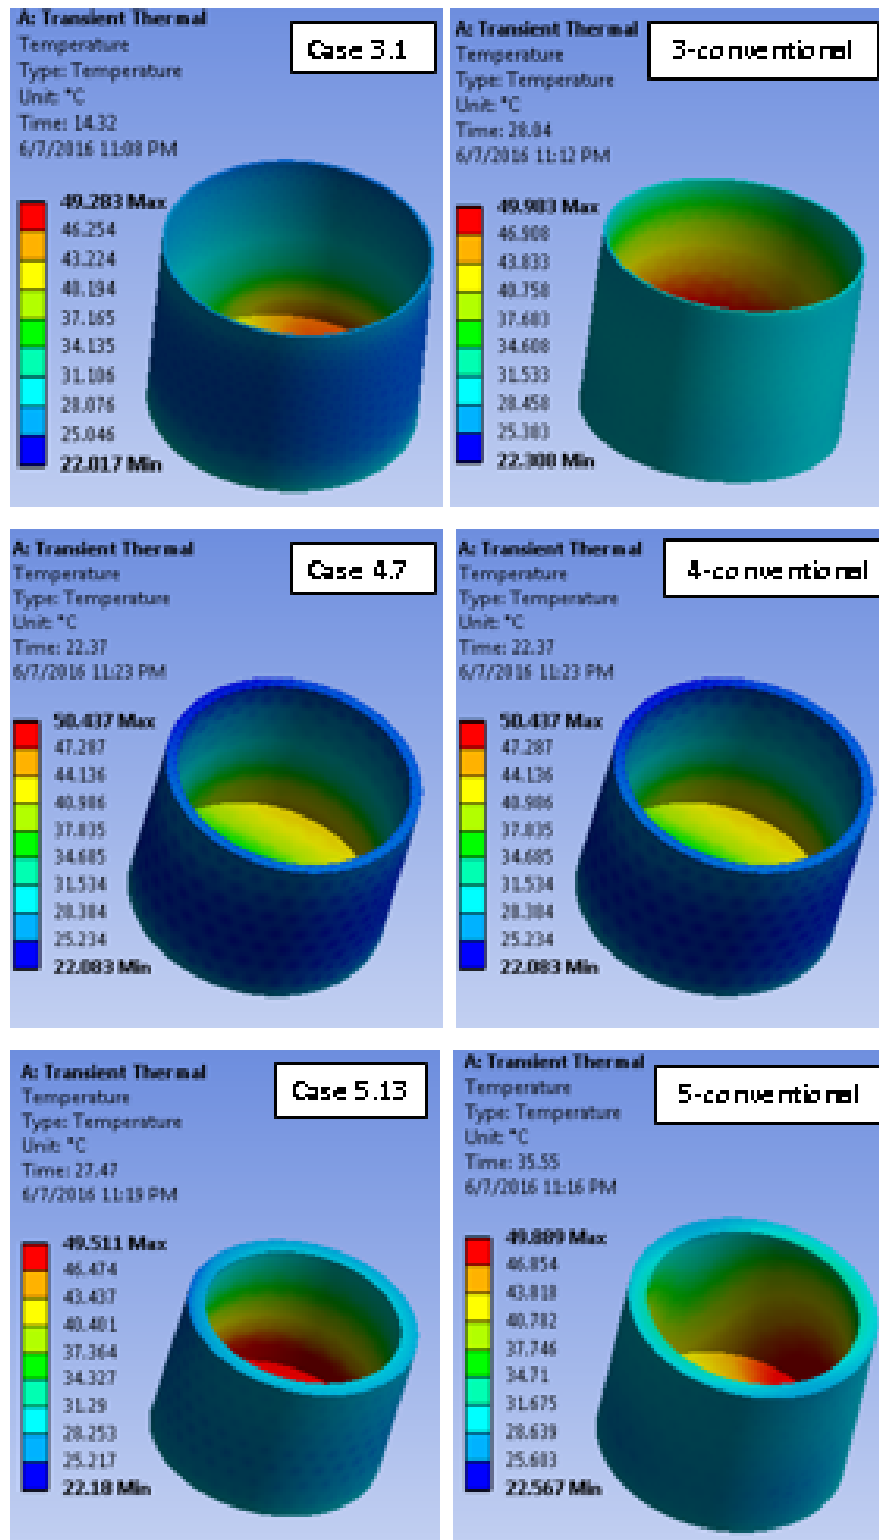 A: Transient Thermal
Temperature
Type: Temperature
Unit: °C
Time: 14.32
6/7/2016 11:08 PM
Case 3.1
49.283 Max
46.254
43.224
40.194
37.165
34.135
31.106
28.076
25.046
22.017 Min
A: Transient Thermal
Temperature
Type: Temperature
Unit: °C
Time: 28.04
6/7/2016 11:12 PM
3-conventional
49.983 Max
46.908
43.833
40.758
37.683
34.608
31.533
28.458
25.383
22.308 Min
A: Transient Thermal
Temperature
Type: Temperature
Unit: °C
Time: 22.37
6/7/2016 11:23 PM
Case 4.7
50.437 Max
47.287
44.136
40.986
37.835
34.685
31.534
28.384
25.234
22.083 Min
A: Transient Thermal
Temperature
Type: Temperature
Unit: °C
Time: 22.37
6/7/2016 11:23 PM
4-conventional
50.437 Max
47.287
44.136
40.986
37.835
34.685
31.534
28.384
25.234
22.083 Min
A: Transient Thermal
Temperature
Type: Temperature
Unit: °C
Time: 27.47
6/7/2016 11:19 PM
Case 5.13
49.511 Max
46.474
43.437
40.401
37.364
34.327
31.29
28.253
25.217
22.18 Min
A: Transient Thermal
Temperature
Type: Temperature
Unit: °C
Time: 35.55
6/7/2016 11:16 PM
5-conventional
49.889 Max
46.854
43.818
40.782
37.746
34.71
31.675
28.639
25.603
22.567 Min